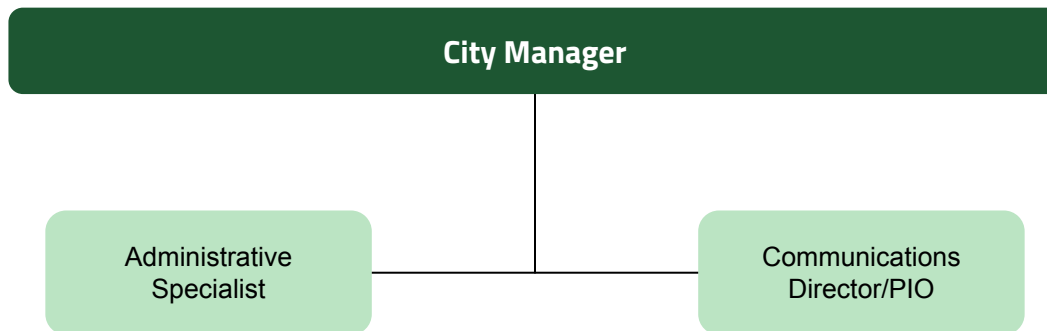 City Manager
Administrative
Specialist
Communications
Director/PIO